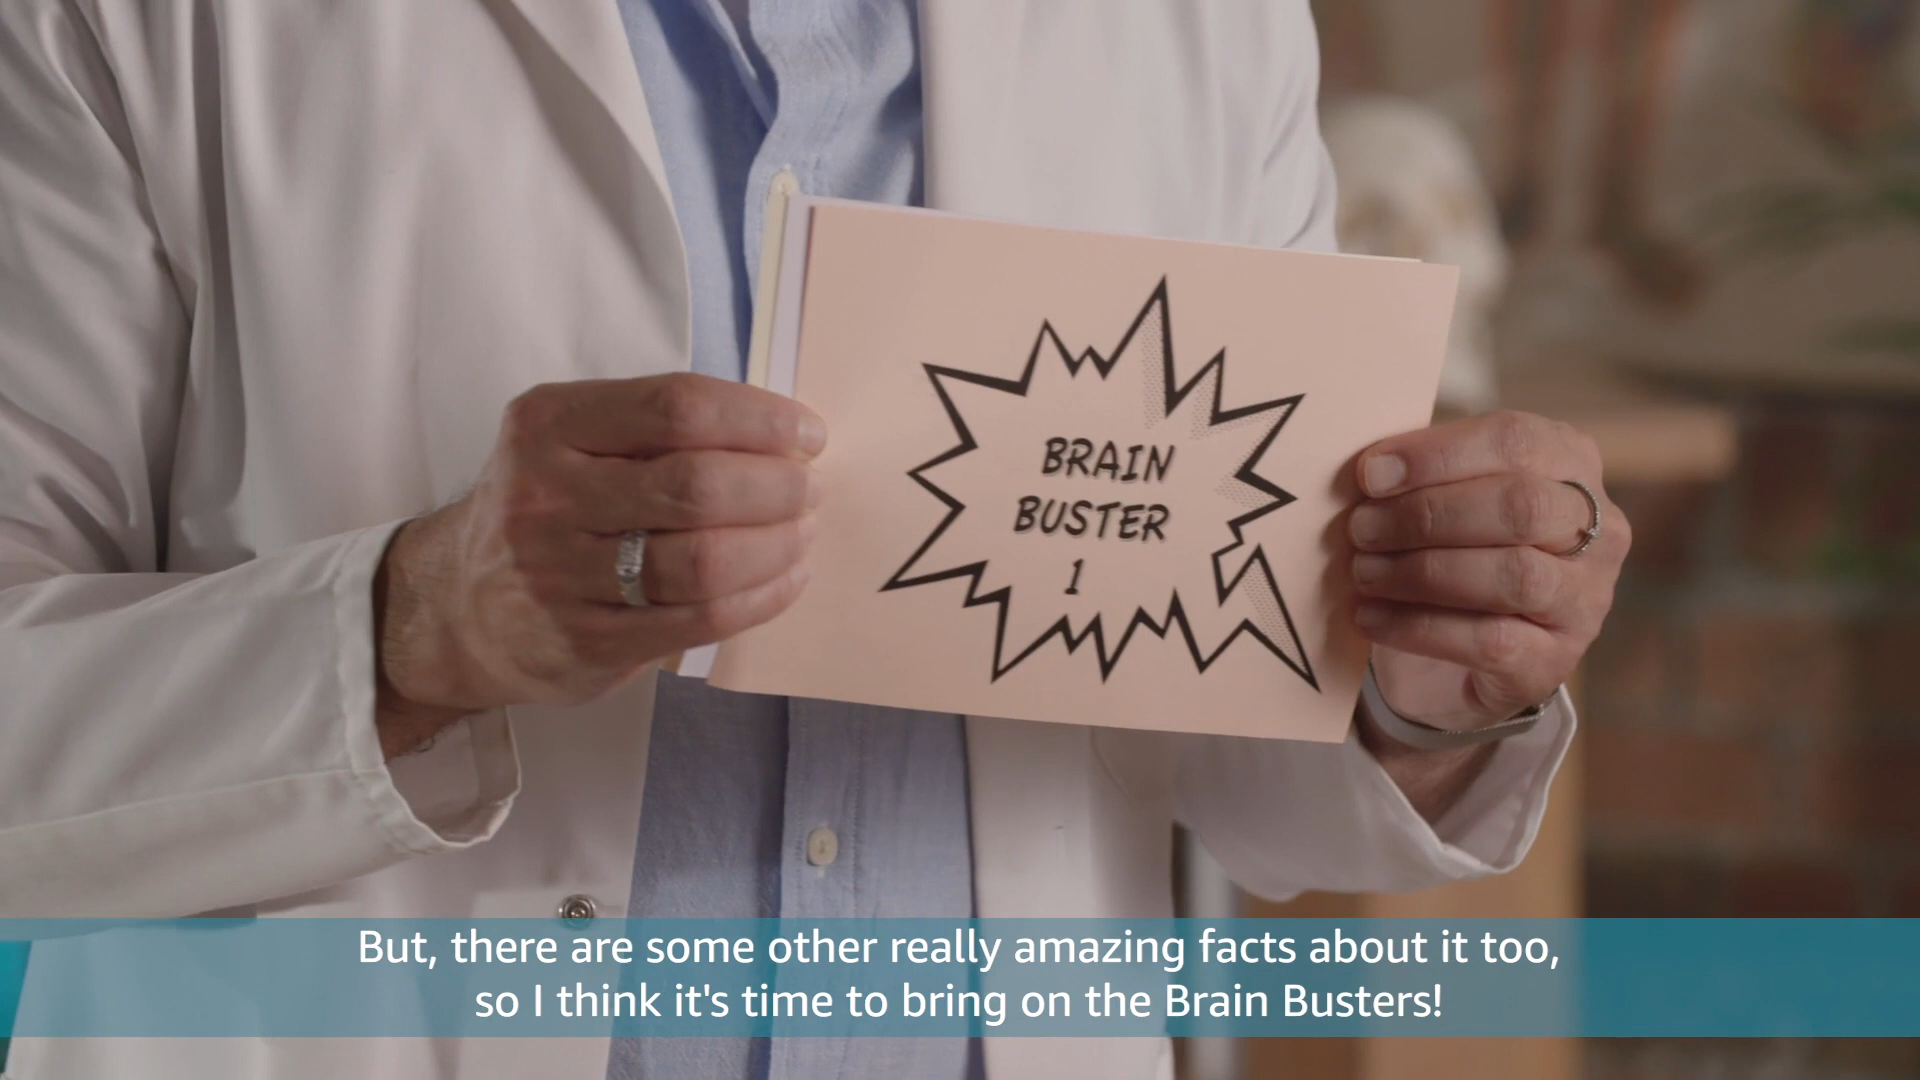 BRAIN
BUSTER
1
But, there are some other really amazing facts about it too,
so I think it's time to bring on the Brain Busters!